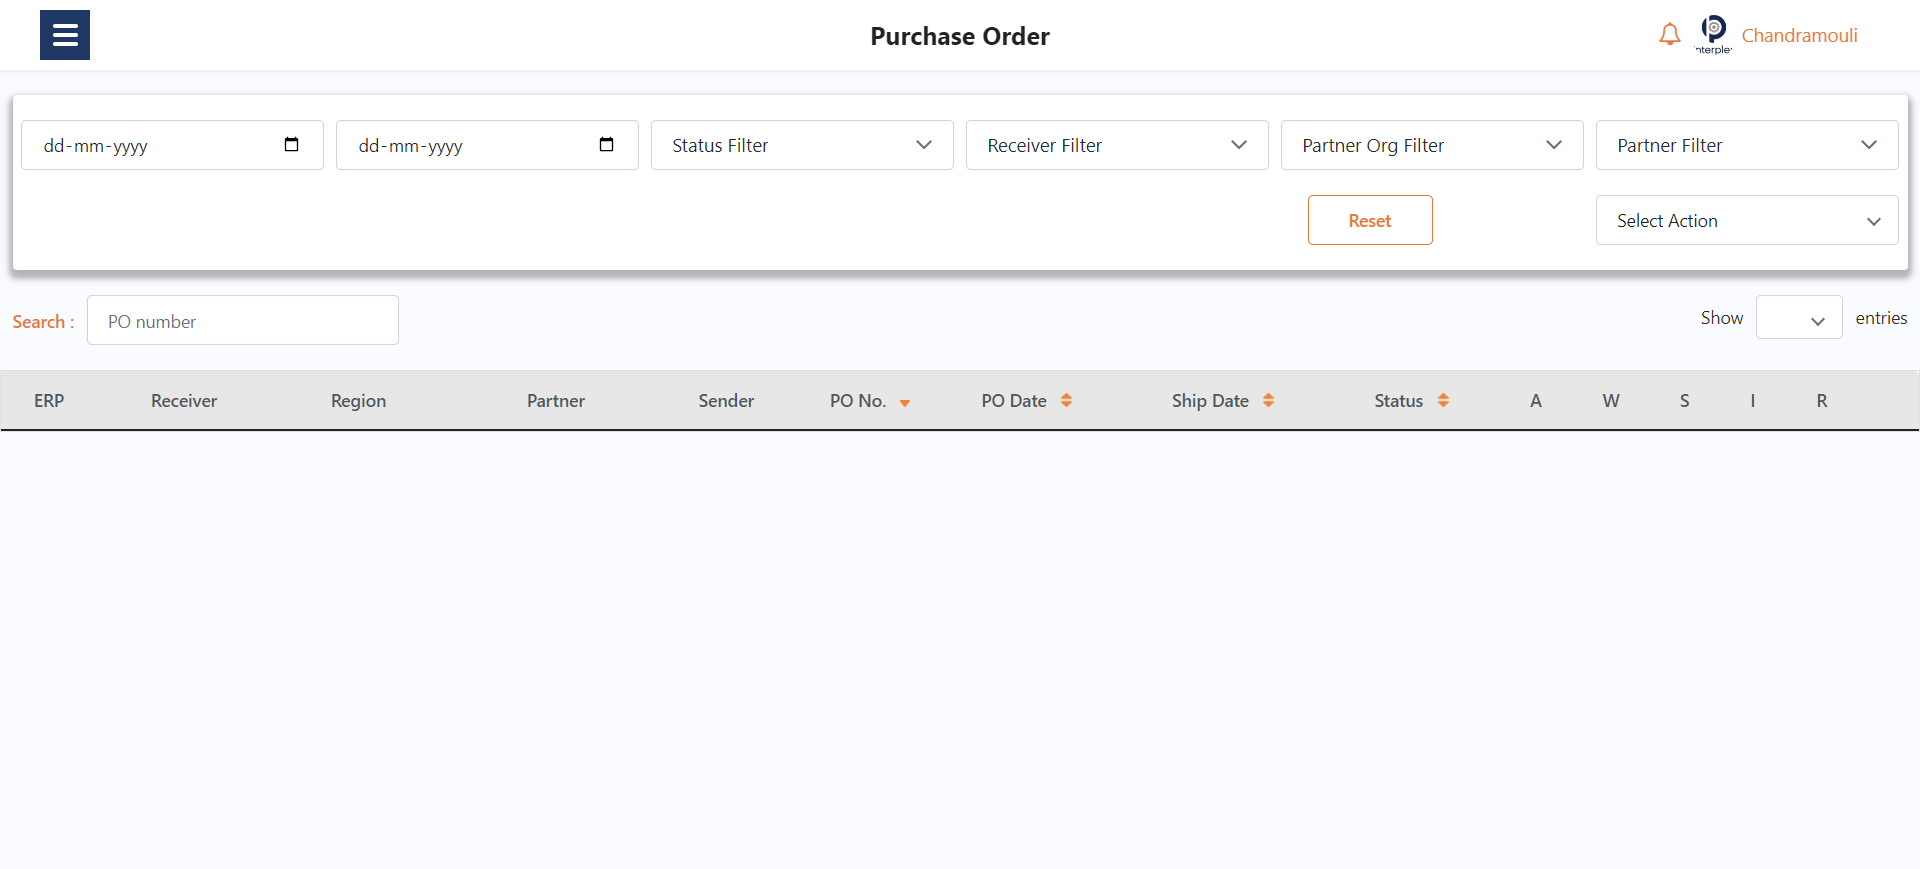 Purchase Order
Chandramouli
dd-mm-yyyy
dd-mm-yyyy
Status Filter
Receiver Filter
Partner Org Filter
Partner Filter
Reset
Select Action
Search :
PO number
Show
entries
ERP Receiver Region Partner Sender PO No. PO Date Ship Date Status A W S I R